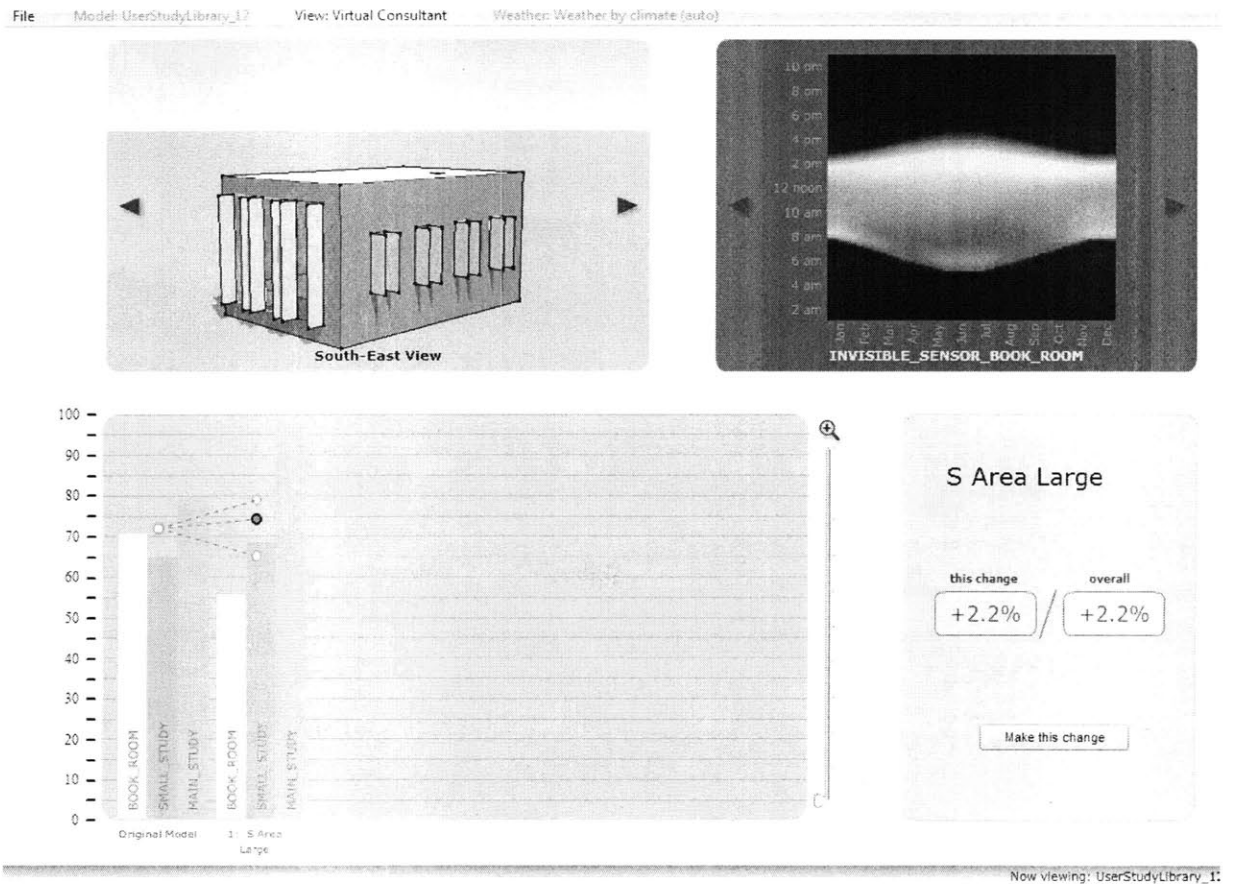 File Model: UserStudyLibrary_12 View: Virtual Consultant Weather: Weather by climate (auto)
South-East View
10 pm
8 pm
6 pm
4 pm
2 pm
12 noon
10 am
8 am
6 am
4 am
2 am
Jan Feb Mar Apr May Jun Jul Aug Sep Oct Nov Dec
INVISIBLE_SENSOR_BOOK_ROOM
100
90
80
70
60
50
40
30
20
10
0
BOOK_ROOM
SMALL_STUDY
MAIN_STUDY
BOOK_ROOM
SMALL_STUDY
MAIN_STUDY
Original Model
1: S Area
Large
S Area Large
this change overall
+2.2% / +2.2%
Make this change
Now viewing: UserStudyLibrary_12